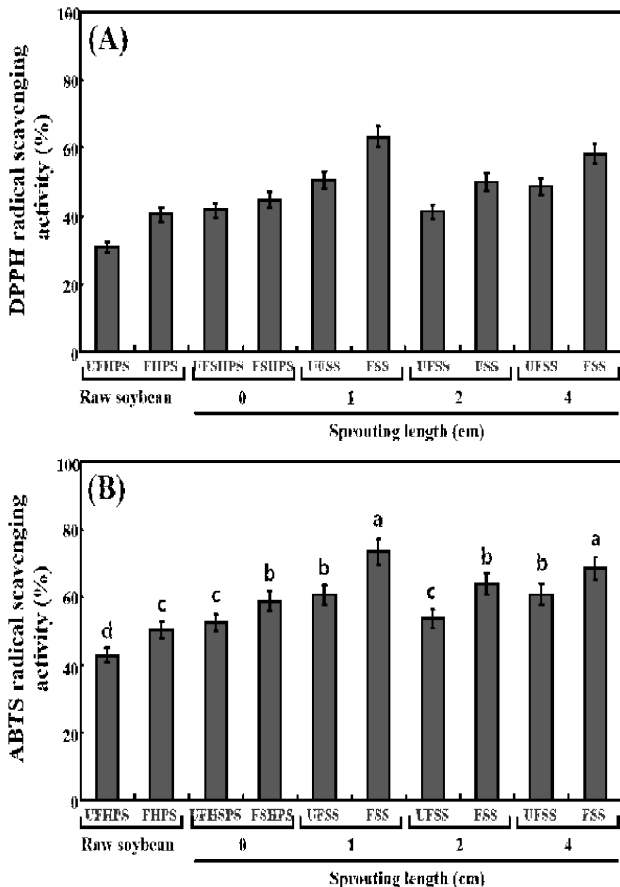 DPPH radical scavenging
activity (%)
(A)
100
80
60
40
20
0
UFHPS FHPS UFSHPS FSHPS UFSS FSS UFSS FSS UFSS FSS
Raw soybean 0 1 2 4
Sprouting length (cm)
ABTS radical scavenging
activity (%)
(B)
100
80
60
40
20
0
d c c b b a c b b a
UFHPS FHPS FSHPS UFSS FSS UFSS FSS UFSS FSS
Raw soybean 0 1 2 4
Sprouting length (cm)